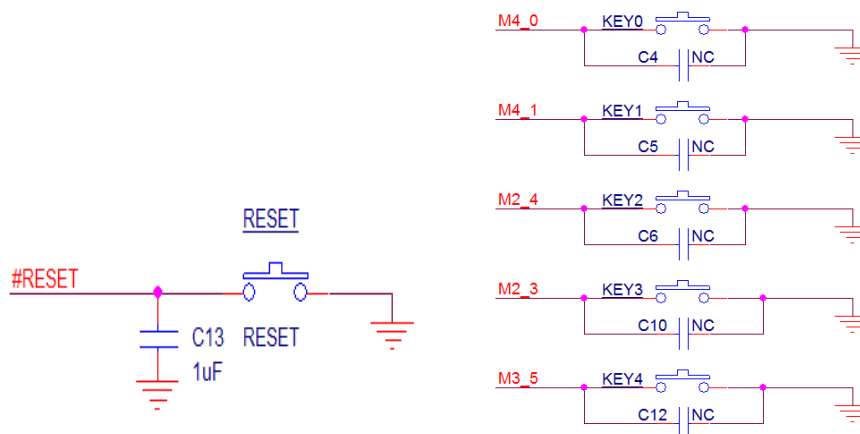 RESET
#RESET
C13 RESET
1uF
M4_0 KEY0
C4 NC
M4_1 KEY1
C5 NC
M2_4 KEY2
C6 NC
M2_3 KEY3
C10 NC
M3_5 KEY4
C12 NC